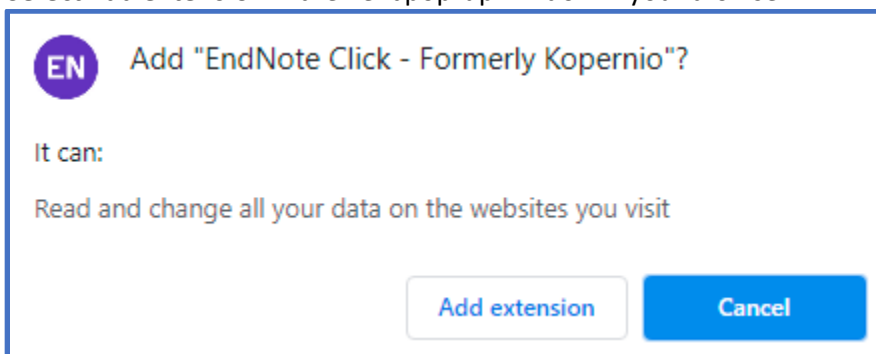 EN
Add "EndNote Click - Formerly Kopernio"?
It can:
Read and change all your data on the websites you visit
Add extension
Cancel